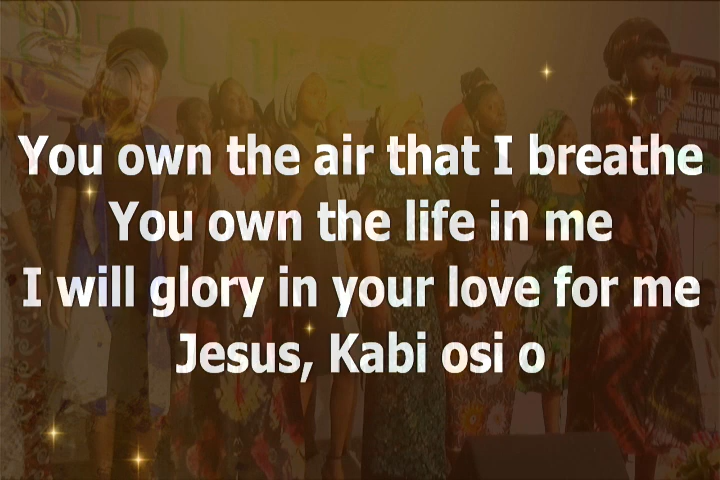 You own the air that I breathe
You own the life in me
I will glory in your love for me
Jesus, Kabi osi o